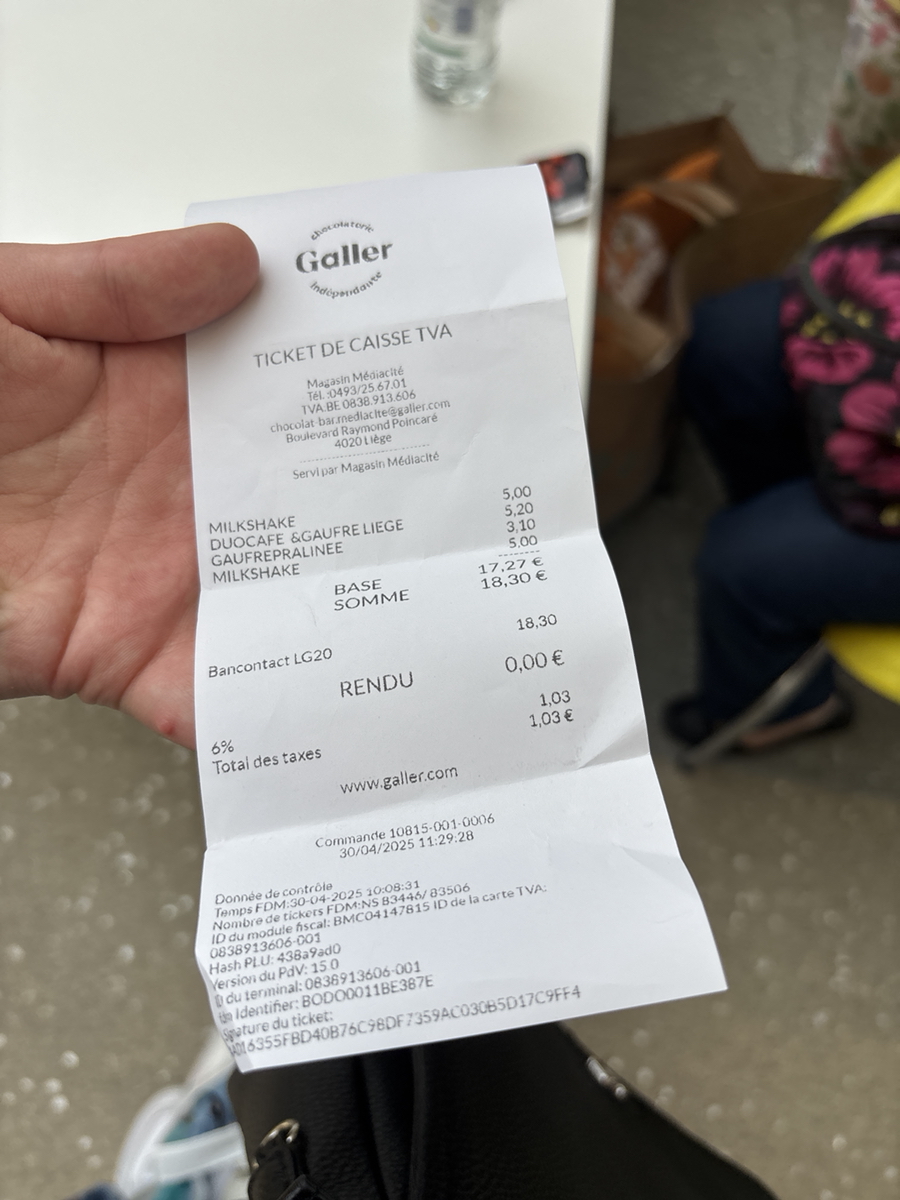 chocolaterie
Galler
indépendante
TICKET DE CAISSE TVA
Magasin Médiacité
Tél.:0493/25.67.01
TVA.BE 0838.913.606
chocolat-bar.mediacite@galler.com
Boulevard Raymond Poincaré
4020 Liège
Servi par Magasin Médiacité
MILKSHAKE 5,00
DUOCAFE &GAUFRE LIEGE 5,20
GAUFREPRALINEE 3,10
MILKSHAKE 5,00
BASE 17,27 €
SOMME 18,30 €
Bancontact LG20 18,30
RENDU 0,00 €
6% 1,03
Total des taxes 1,03 €
www.galler.com
Commande 10815-001-0006
30/04/2025 11:29:28
Donnée de contrôle
Temps FDM:30-04-2025 10:08:31
Nombre de tickets FDM:NS 83446/ 83506
ID du module fiscal: BMC04147815 ID de la carte TVA:
0838913606-001
Hash PLU: 438a9ad0
Version du PdV: 15.0
ID du terminal: 0838913606-001
Identifier: BODO0011BE387E
Signature du ticket: